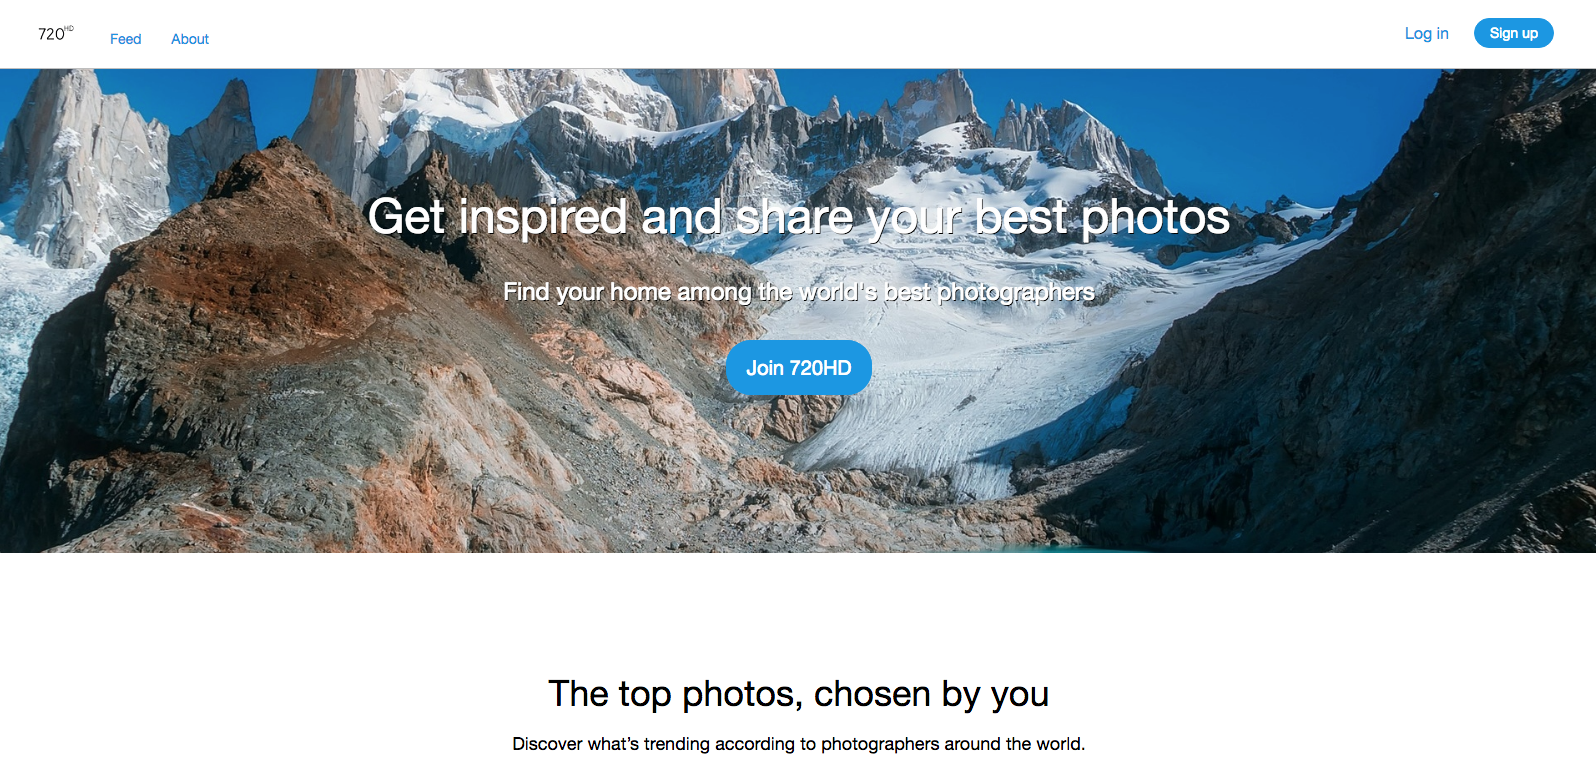 720HD
Feed
About
Log in
Sign up
Get inspired and share your best photos
Find your home among the world's best photographers
Join 720HD
The top photos, chosen by you
Discover what’s trending according to photographers around the world.